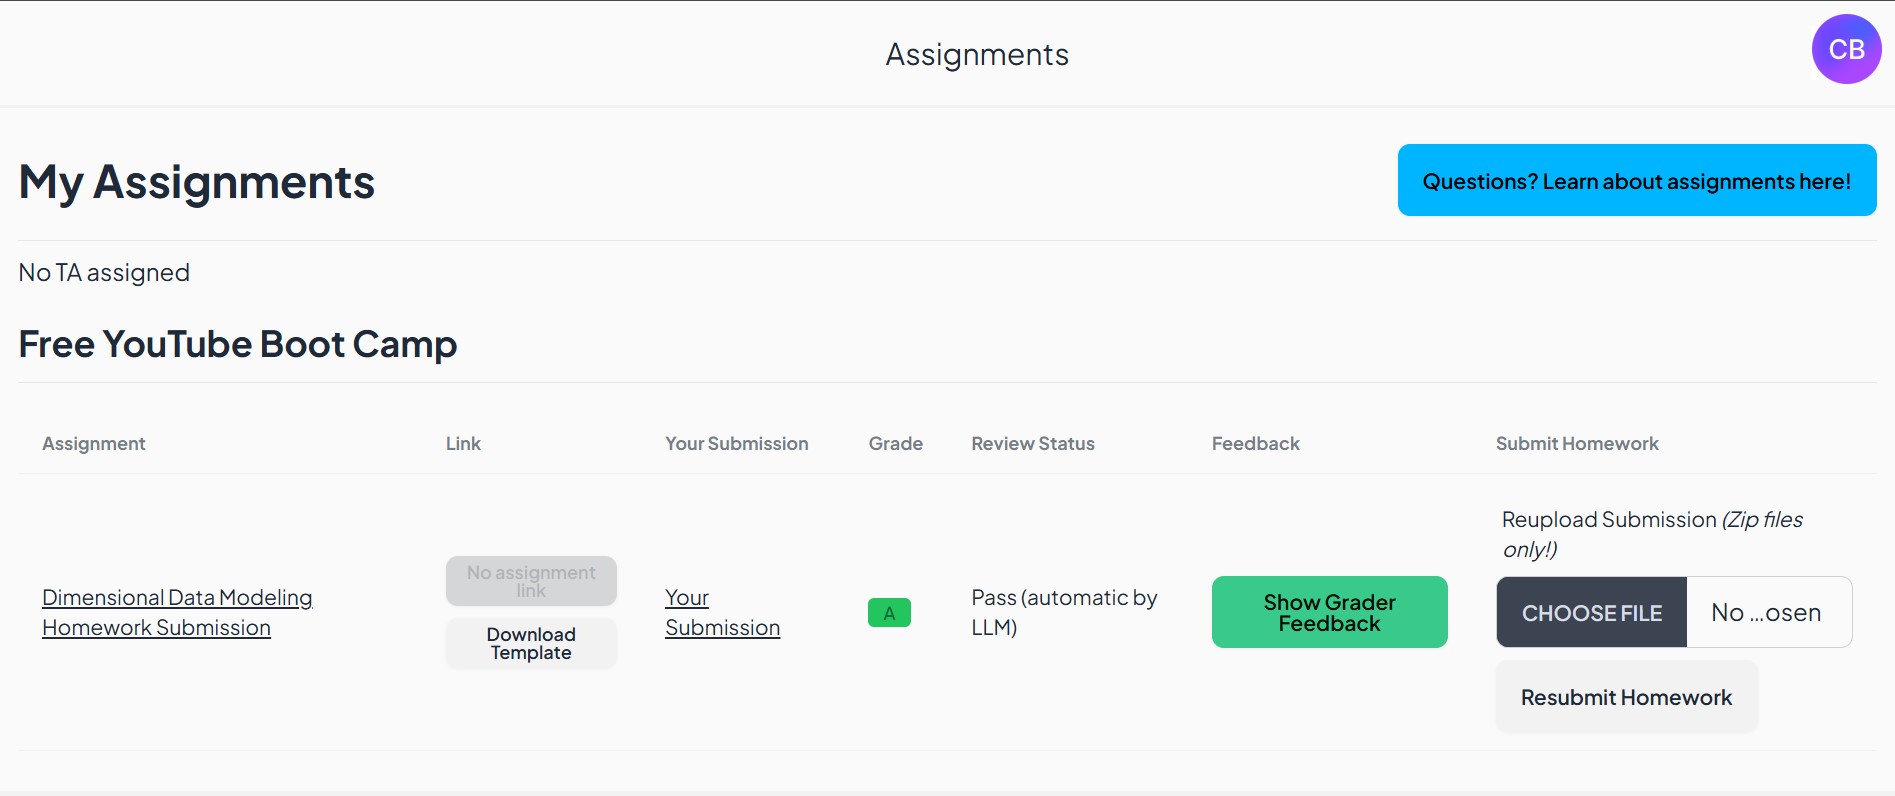 Assignments
CB
My Assignments
Questions? Learn about assignments here!
No TA assigned
Free YouTube Boot Camp
Assignment
Link
Your Submission
Grade
Review Status
Feedback
Submit Homework
Dimensional Data Modeling
Homework Submission
No assignment
link
Download
Template
Your
Submission
A
Pass (automatic by
LLM)
Show Grader
Feedback
Reupload Submission (Zip files
only!)
CHOOSE FILE
No ...osen
Resubmit Homework